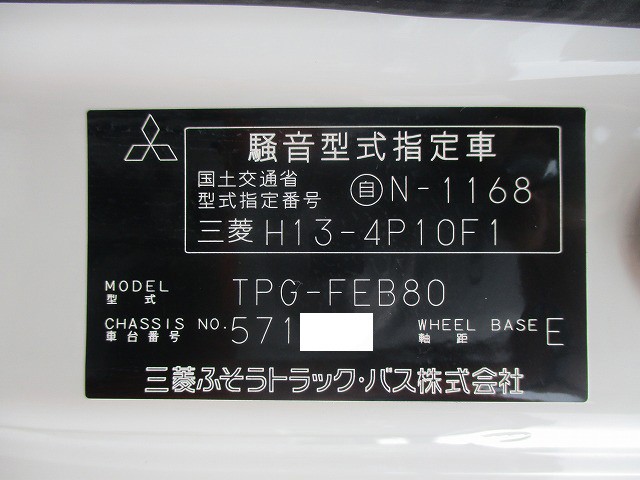 騒音型式指定車
国土交通省
型式指定番号 自N-1168
三菱 H13-4P10F1
MODEL
型式 TPG-FEB80
CHASSIS NO. 571
車台番号
WHEEL BASE E
軸距
三菱ふそうトラック・バス株式会社